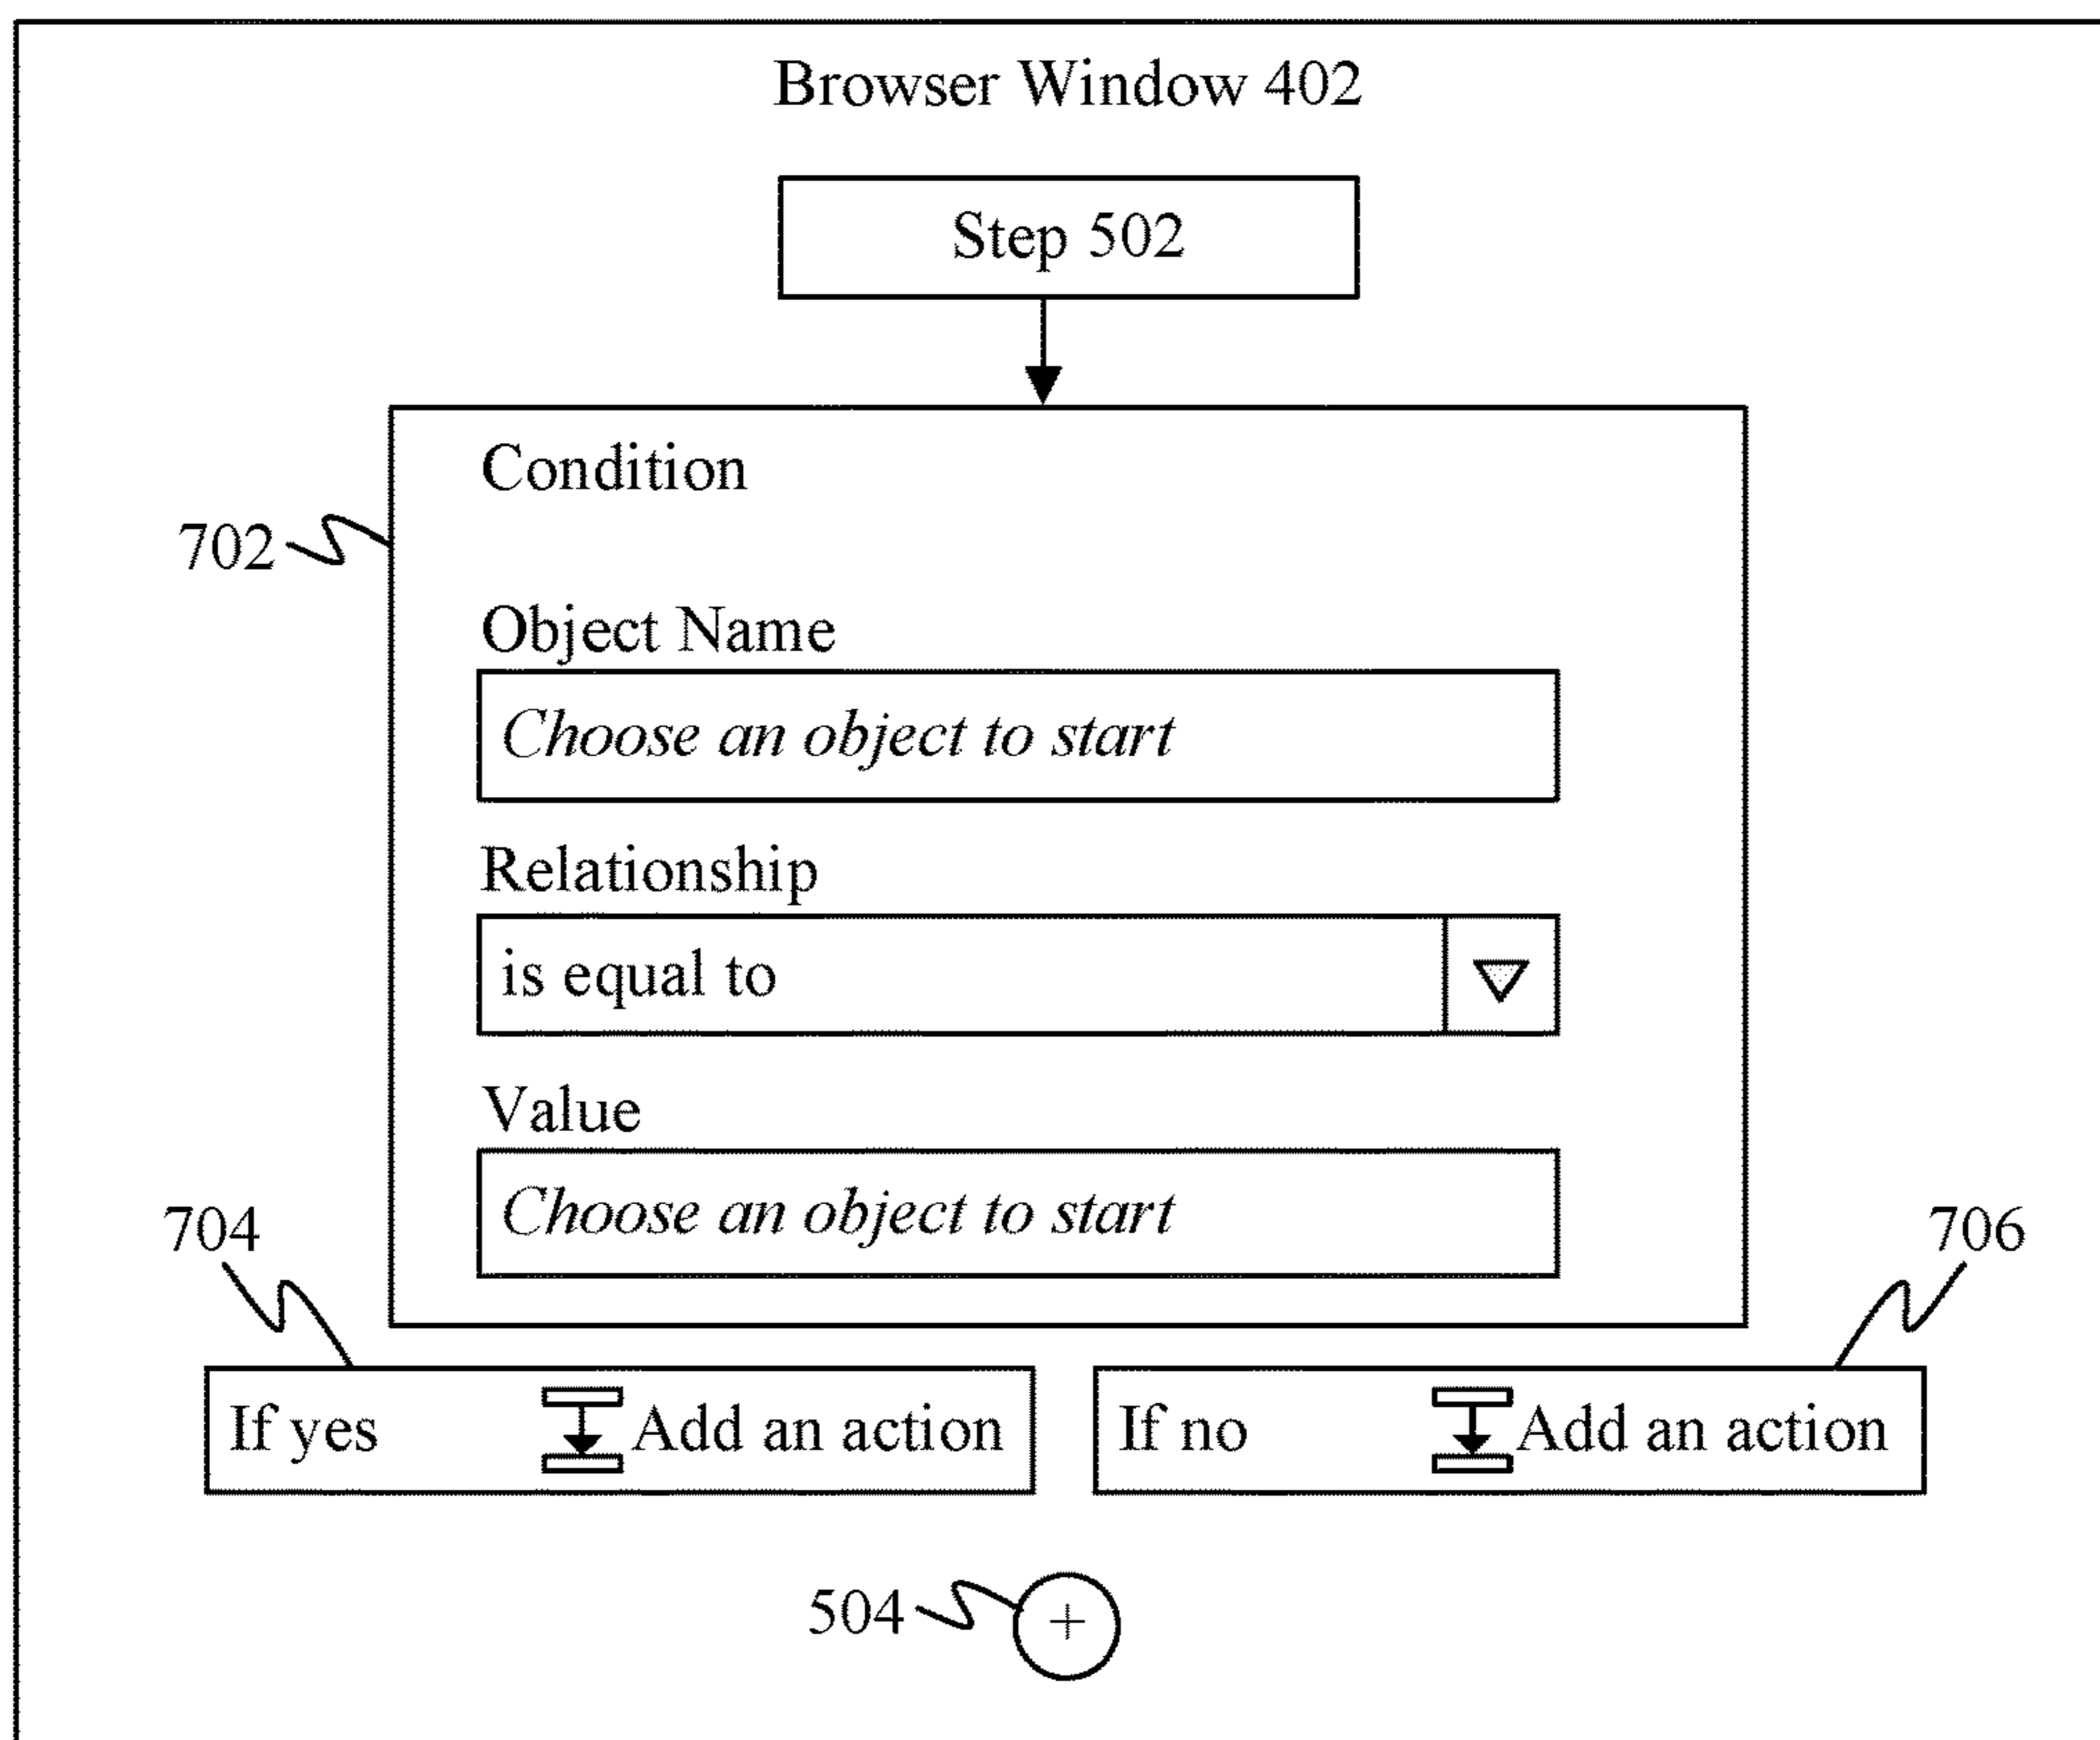 Browser Window 402
Step 502
Condition
702
Object Name
Choose an object to start
Relationship
is equal to
Value
Choose an object to start
704
706
If yes Add an action
If no Add an action
504 +